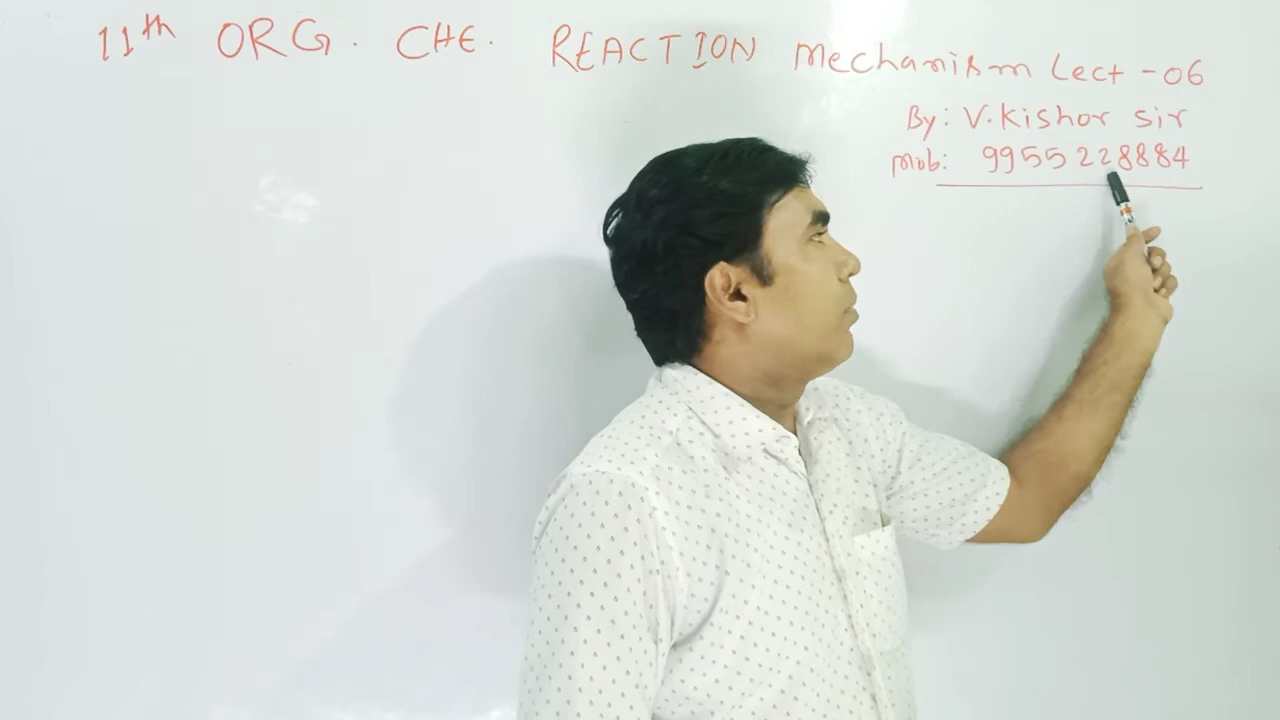 11th ORG. CHE. REACTION Mechanism Lect-06
By: V.Kishor Sir
Mob: 9955228884